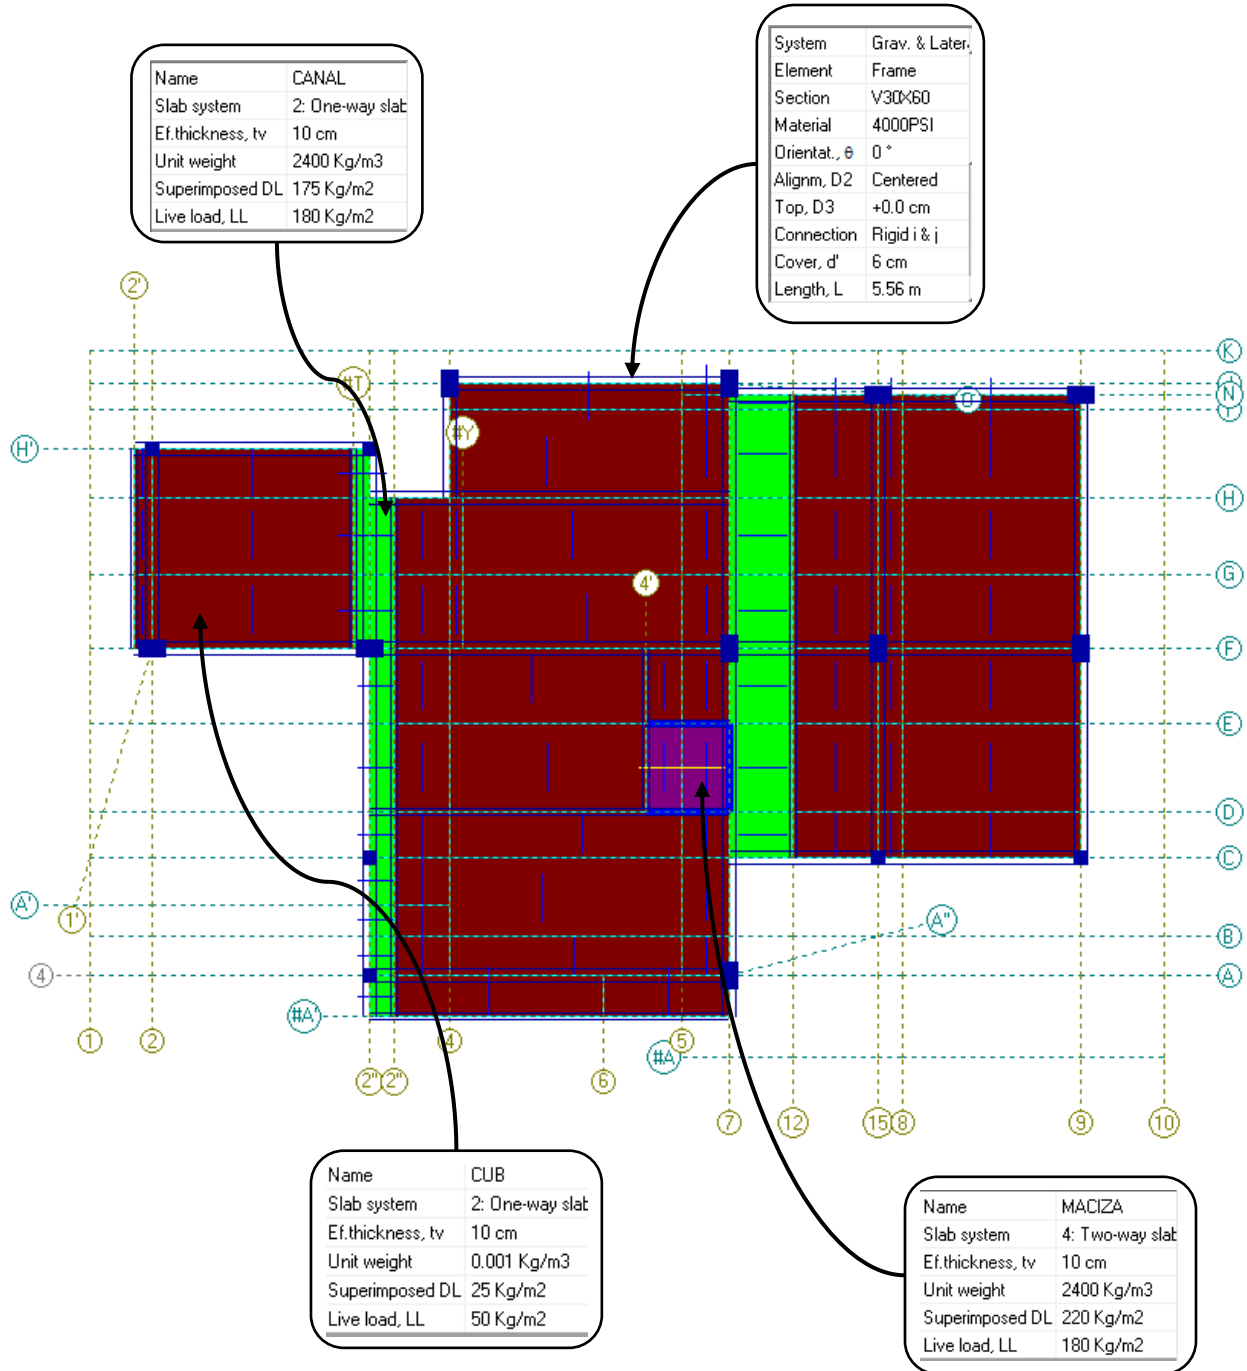 System Grav. & Later
Element Frame
Section V30X60
Material 4000PSI
Orientat., θ 0 °
Alignm, D2 Centered
Top, D3 +0.0 cm
Connection Rigid i & j
Cover, d' 6 cm
Length, L 5.56 m
Name CANAL
Slab system 2: One-way slab
Ef.thickness, tv 10 cm
Unit weight 2400 Kg/m3
Superimposed DL 175 Kg/m2
Live load, LL 180 Kg/m2
2'
K
#T
N
O
#Y
H'
H
G
4'
F
E
D
C
A'
1'
A''
B
4
A
#A'
1
2
4
5
#A
2''
2''
6
7
12
15
8
9
10
Name CUB
Slab system 2: One-way slab
Ef.thickness, tv 10 cm
Unit weight 0.001 Kg/m3
Superimposed DL 25 Kg/m2
Live load, LL 50 Kg/m2
Name MACIZA
Slab system 4: Two-way slab
Ef.thickness, tv 10 cm
Unit weight 2400 Kg/m3
Superimposed DL 220 Kg/m2
Live load, LL 180 Kg/m2